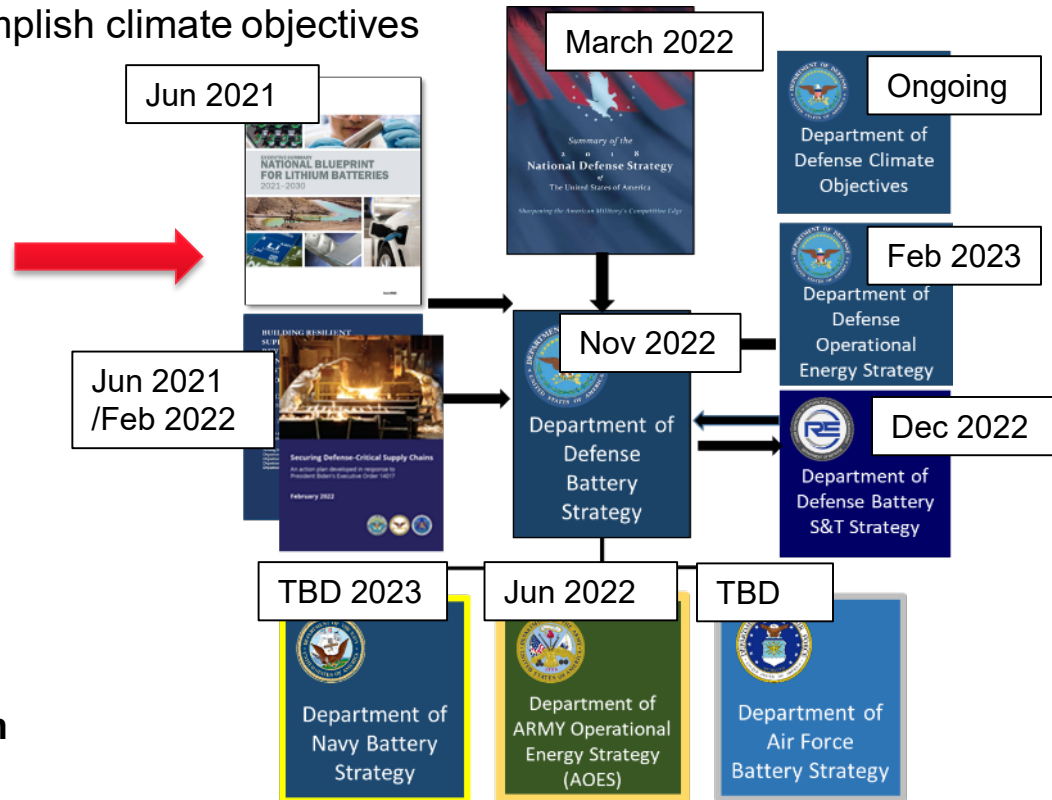 mplish climate objectives
March 2022
Jun 2021
Ongoing
EXECUTIVE SUMMARY
NATIONAL BLUEPRINT
FOR LITHIUM BATTERIES
2021–2030
Summary of the
2018
National Defense Strategy
of
The United States of America
Sharpening the American Military's Competitive Edge
Department of
Defense Climate
Objectives
Feb 2023
Department of
Defense
Operational
Energy Strategy
BUILDING RESILIENT
Jun 2021
/Feb 2022
Securing Defense-Critical Supply Chains
An action plan developed in response to
President Biden's Executive Order 14017
February 2022
Nov 2022
Department of
Defense
Battery
Strategy
Dec 2022
RE
Department of
Defense Battery
S&T Strategy
TBD 2023
Jun 2022
TBD
Department of
Navy Battery
Strategy
Department of
ARMY Operational
Energy Strategy
(AOES)
Department of
Air Force
Battery Strategy